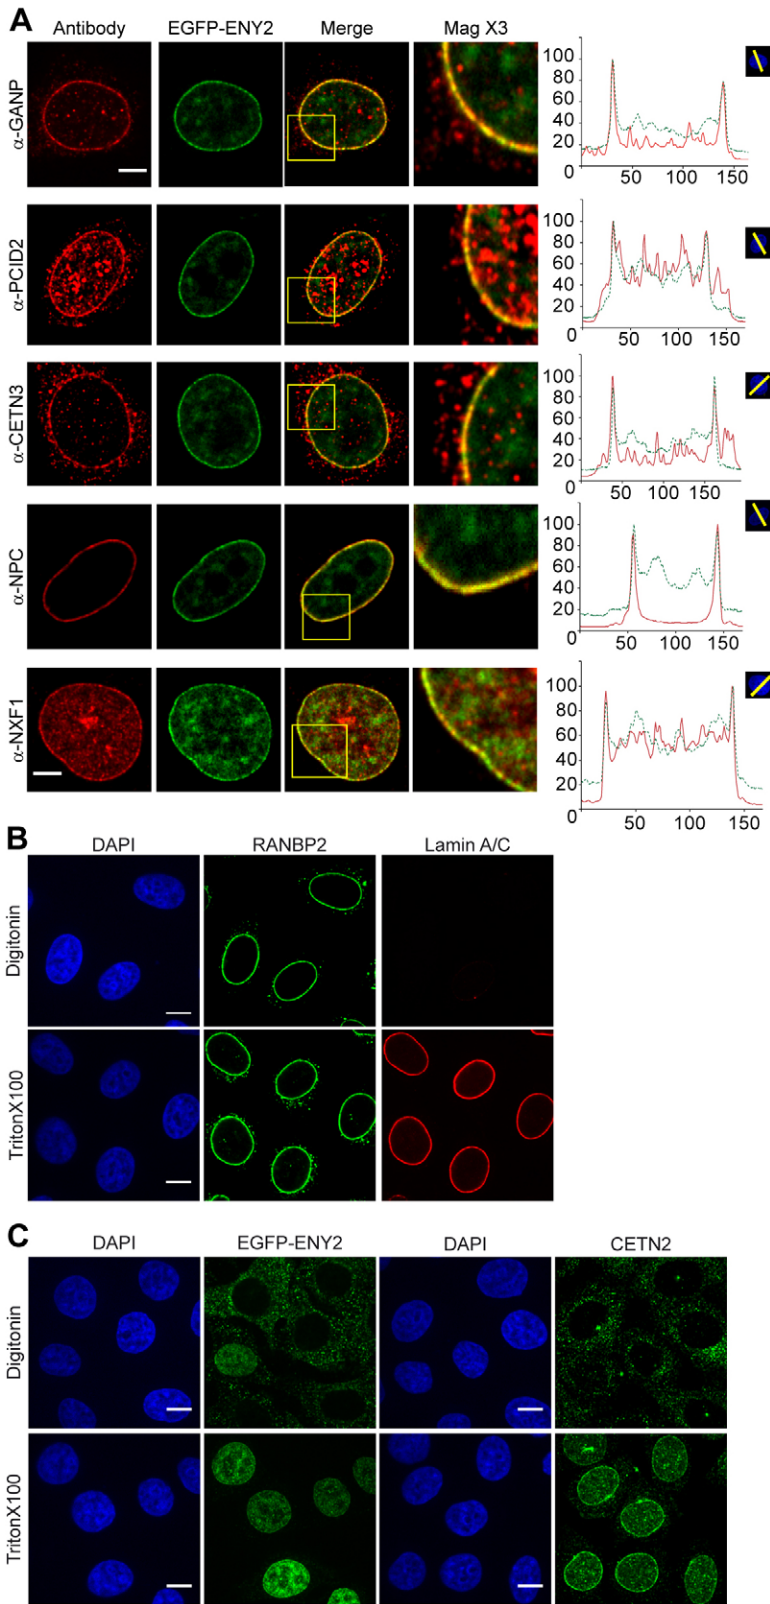 A
Antibody EGFP-ENY2 Merge Mag X3
α-GANP
100
80
60
40
20
0
50 100 150
α-PCID2
100
80
60
40
20
0
50 100 150
α-CETN3
100
80
60
40
20
0
50 100 150
α-NPC
100
80
60
40
20
0
50 100 150
α-NXF1
100
80
60
40
20
0
50 100 150
B
DAPI RANBP2 Lamin A/C
Digitonin
TritonX100
C
DAPI EGFP-ENY2 DAPI CETN2
Digitonin
TritonX100